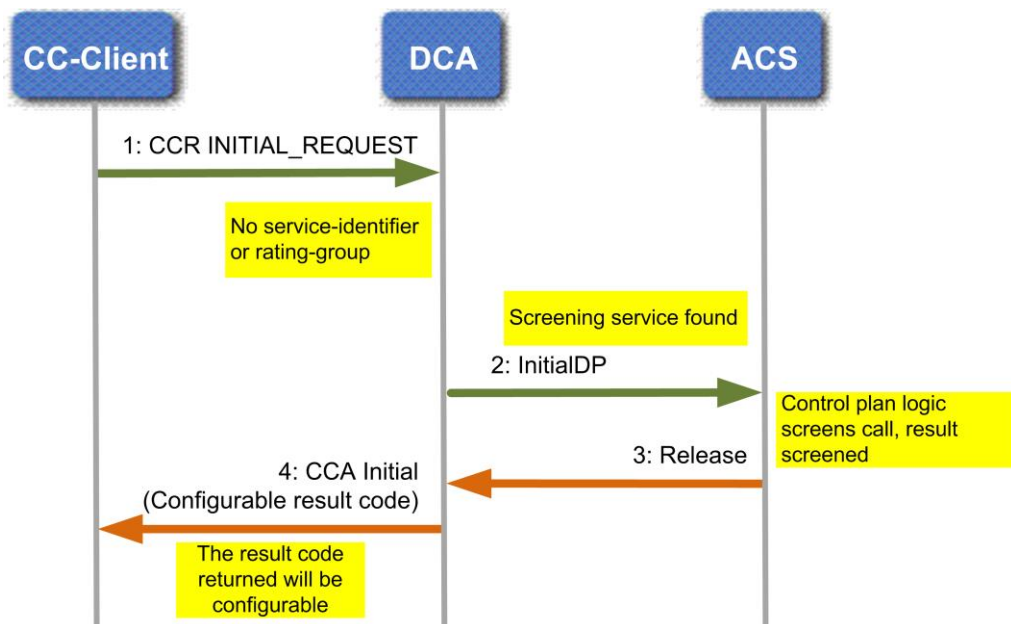 CC-Client
DCA
ACS
1: CCR INITIAL_REQUEST
No service-identifier
or rating-group
Screening service found
2: InitialDP
Control plan logic
screens call, result
screened
3: Release
4: CCA Initial
(Configurable result code)
The result code
returned will be
configurable